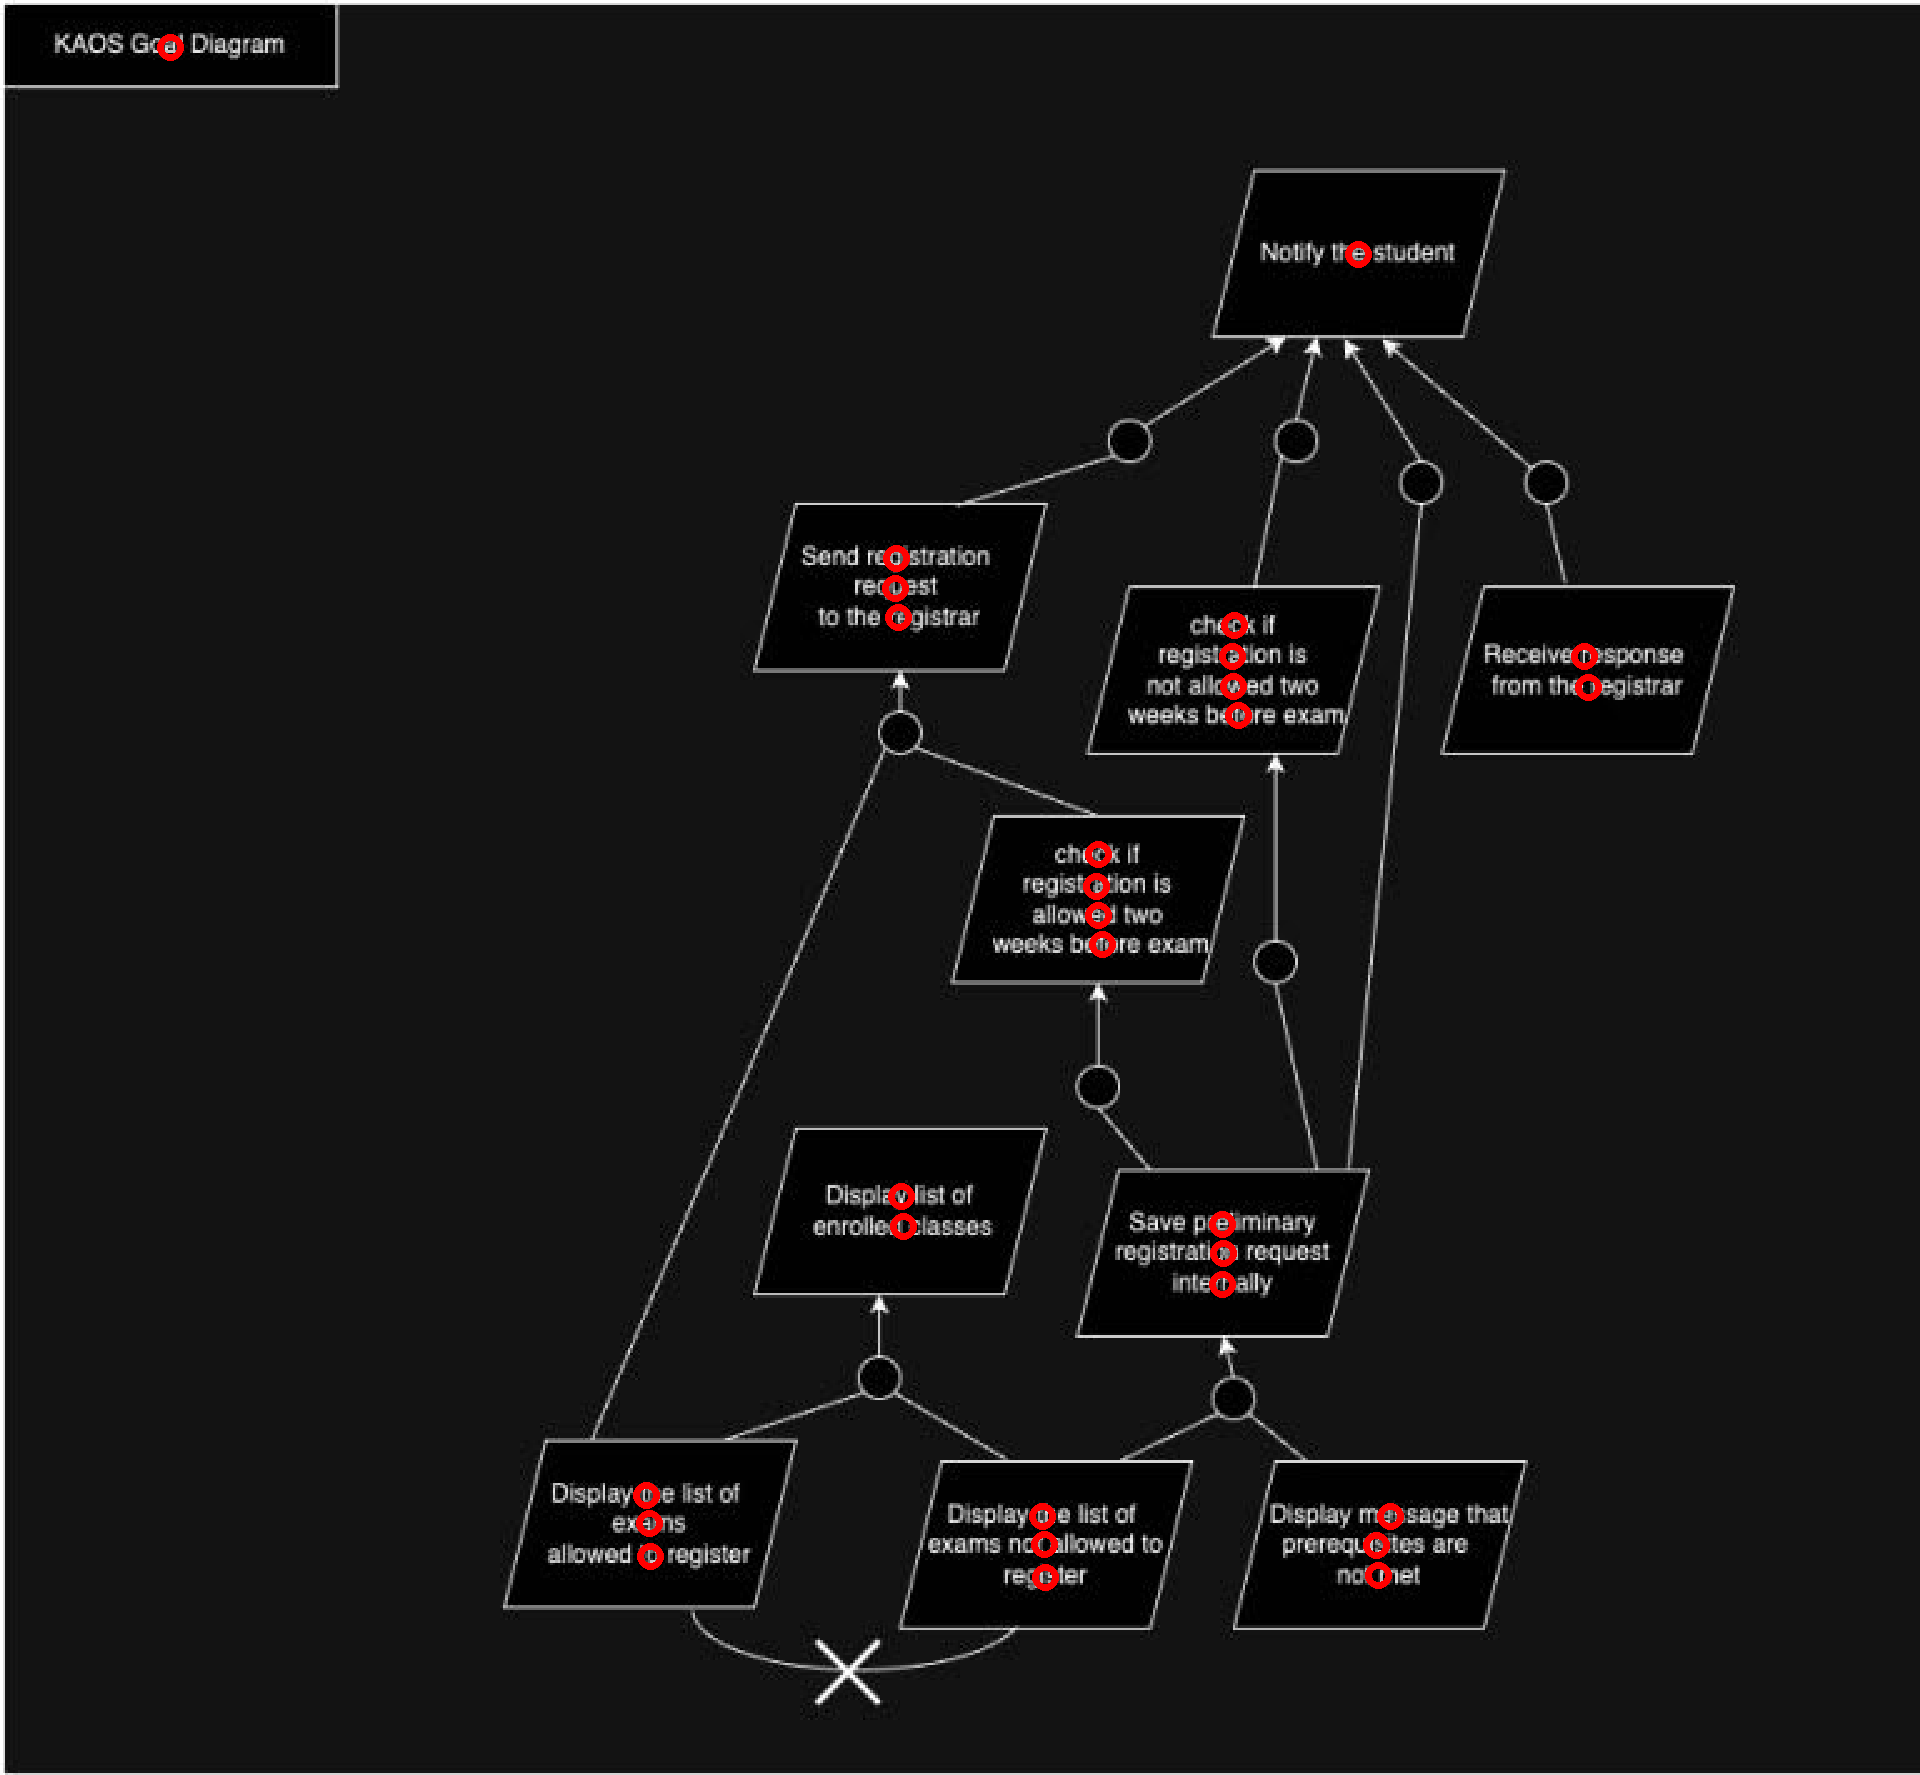 KAOS Goal Diagram
Notify the student
Send registration
request
to the registrar
check if
registration is
not allowed two
weeks before exam
Receive response
from the registrar
check if
registration is
allowed two
weeks before exam
Display list of
enrolled classes
Save preliminary
registration request
internally
Display the list of
exams
allowed to register
Display the list of
exams not allowed to
register
Display message that
prerequisites are
not met